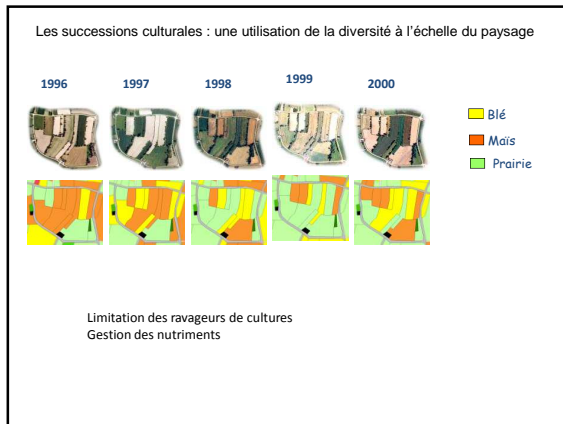 Les successions culturales : une utilisation de la diversité à l'échelle du paysage
1996 1997 1998 1999 2000
Blé
Maïs
Prairie
Limitation des ravageurs de cultures
Gestion des nutriments